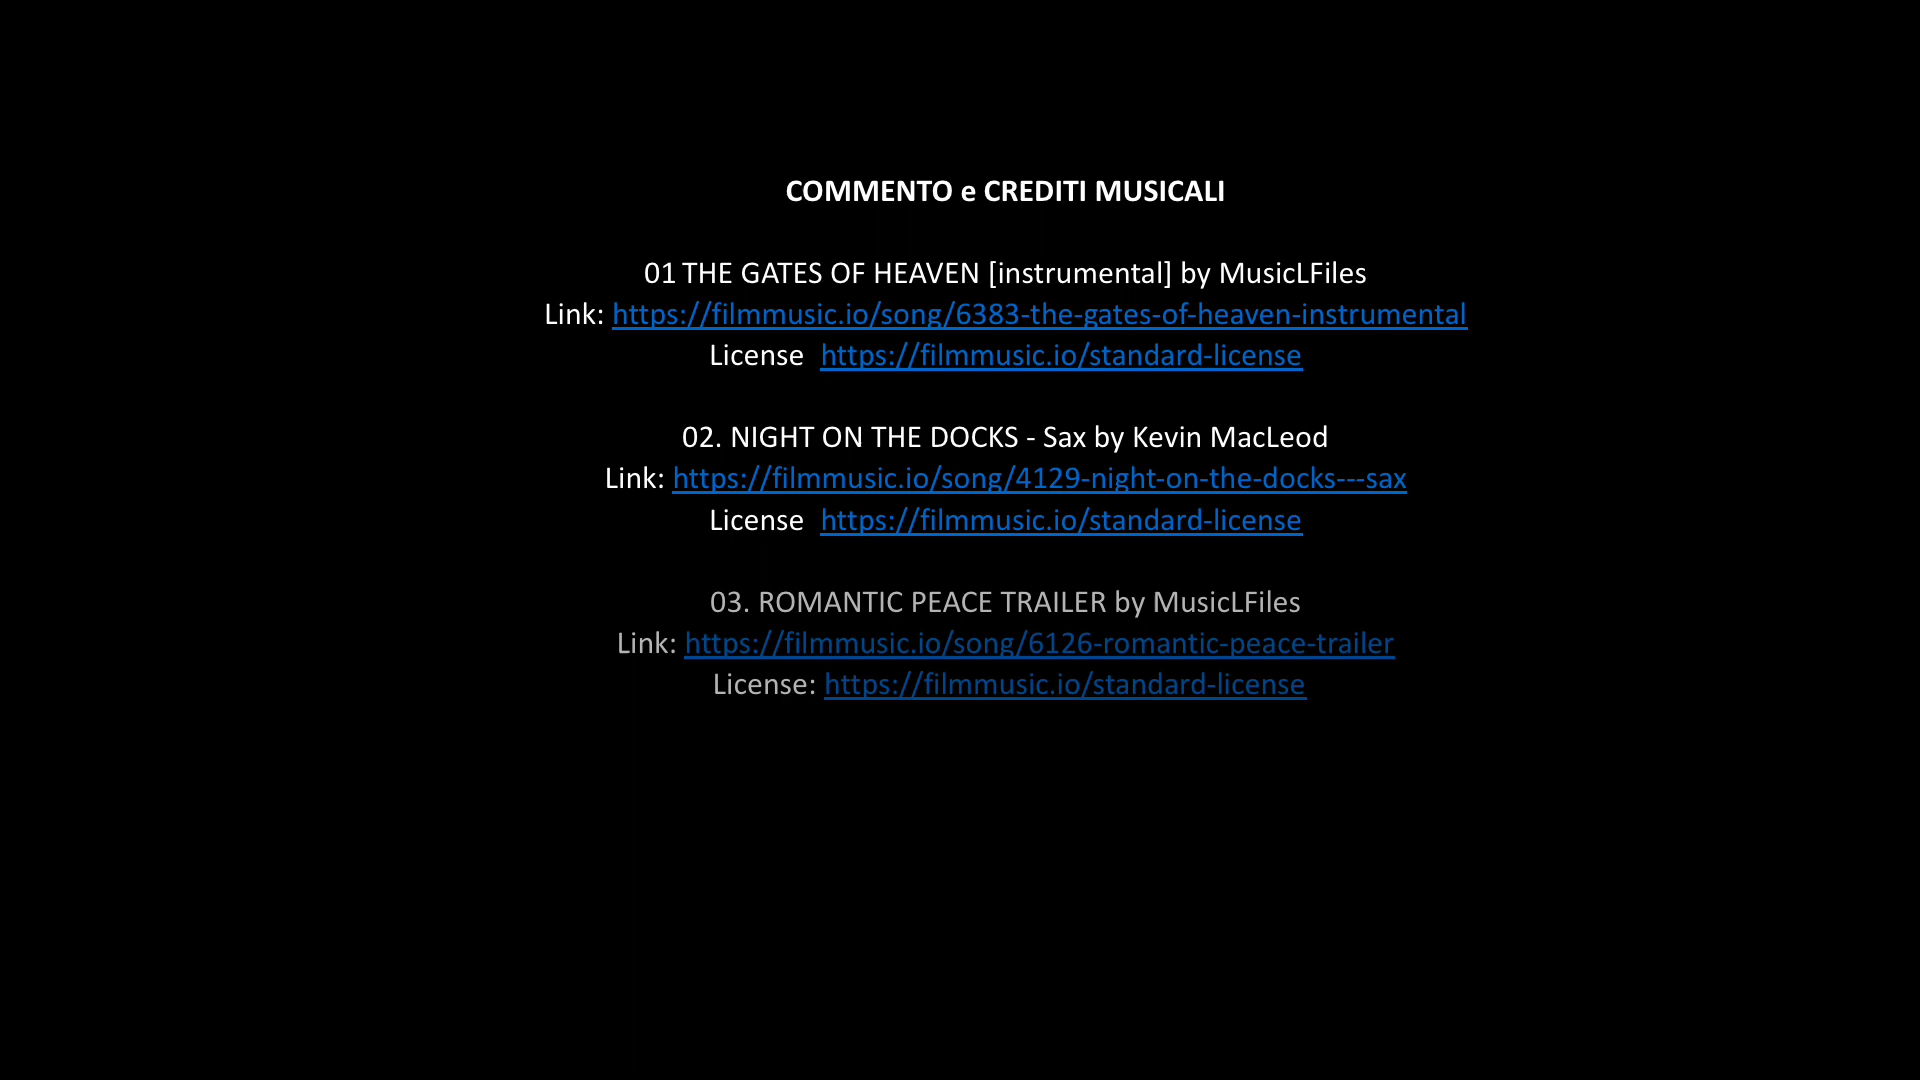 COMMENTO e CREDITI MUSICALI
01 THE GATES OF HEAVEN [instrumental] by MusicLFiles
Link: https://filmmusic.io/song/6383-the-gates-of-heaven-instrumental
License https://filmmusic.io/standard-license
02. NIGHT ON THE DOCKS - Sax by Kevin MacLeod
Link: https://filmmusic.io/song/4129-night-on-the-docks---sax
License https://filmmusic.io/standard-license
03. ROMANTIC PEACE TRAILER by MusicLFiles
Link: https://filmmusic.io/song/6126-romantic-peace-trailer
License: https://filmmusic.io/standard-license